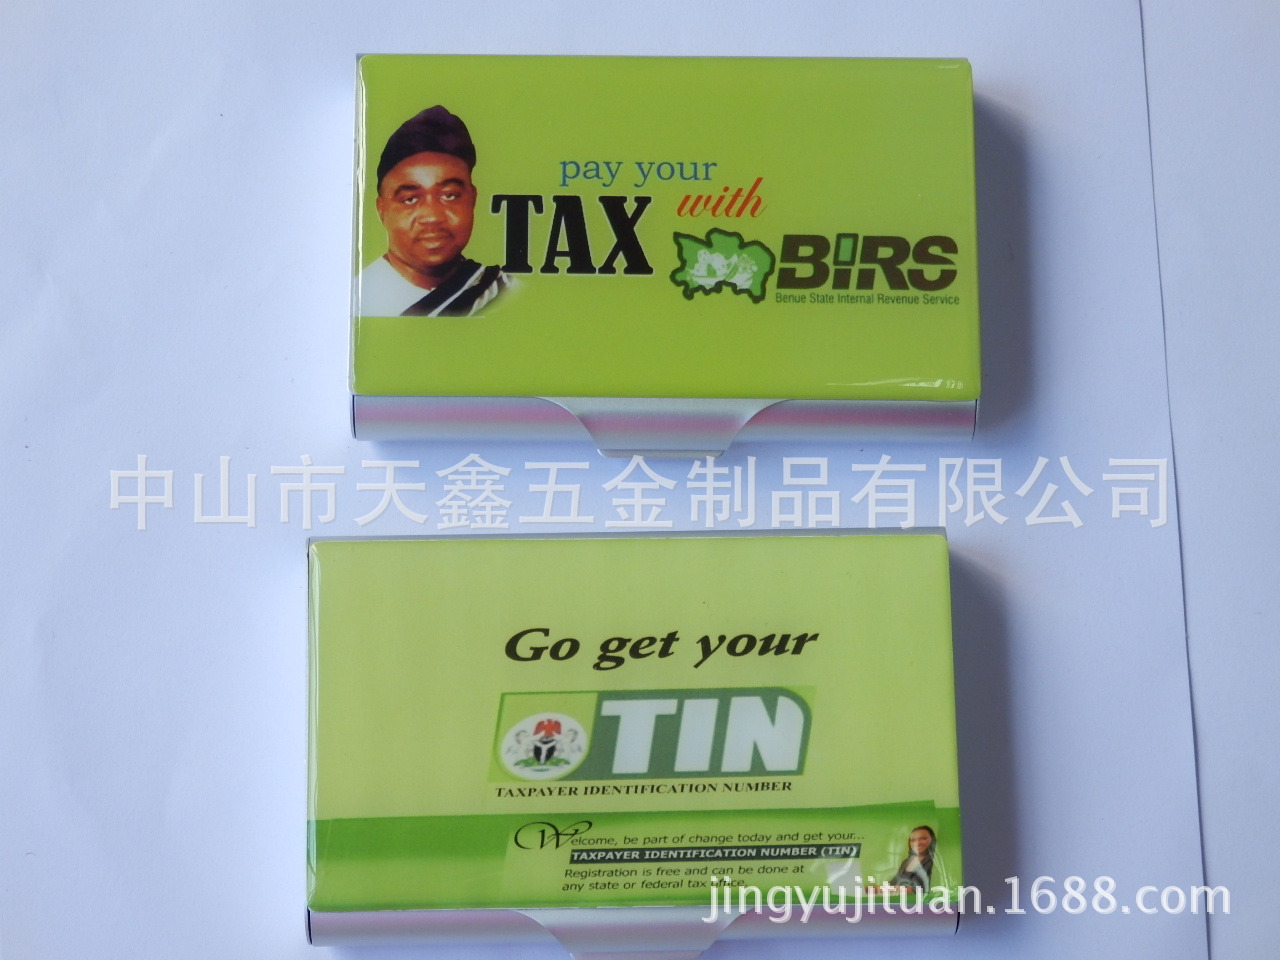 pay your
TAX with
BIRS
Benue State Internal Revenue Service
中山市天鑫五金制品有限公司
Go get your
TIN
TAXPAYER IDENTIFICATION NUMBER
Welcome, be part of change today and get your...
TAXPAYER IDENTIFICATION NUMBER (TIN)
Registration is free and can be done at
any state or federal tax office.
jingyujituan.1688.com